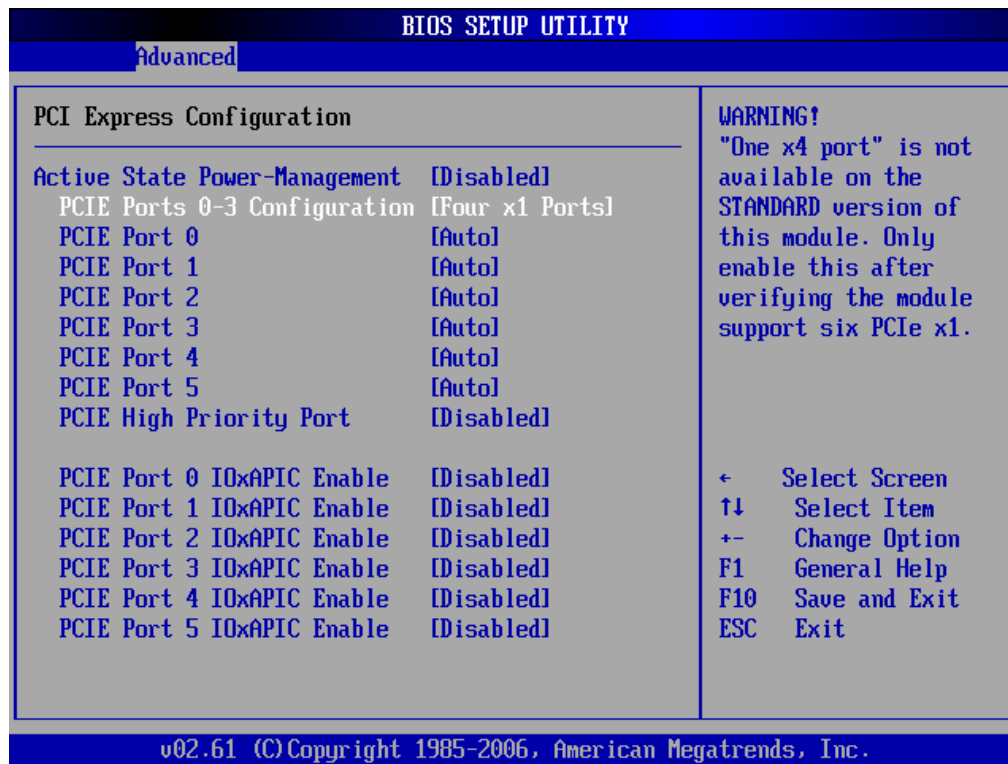 BIOS SETUP UTILITY
Advanced
PCI Express Configuration
Active State Power-Management [Disabled]
PCIE Ports 0-3 Configuration [Four x1 Ports]
PCIE Port 0 [Auto]
PCIE Port 1 [Auto]
PCIE Port 2 [Auto]
PCIE Port 3 [Auto]
PCIE Port 4 [Auto]
PCIE Port 5 [Auto]
PCIE High Priority Port [Disabled]
PCIE Port 0 IOxAPIC Enable [Disabled]
PCIE Port 1 IOxAPIC Enable [Disabled]
PCIE Port 2 IOxAPIC Enable [Disabled]
PCIE Port 3 IOxAPIC Enable [Disabled]
PCIE Port 4 IOxAPIC Enable [Disabled]
PCIE Port 5 IOxAPIC Enable [Disabled]
WARNING!
"One x4 port" is not
available on the
STANDARD version of
this module. Only
enable this after
verifying the module
support six PCIe x1.
← Select Screen
↑↓ Select Item
+- Change Option
F1 General Help
F10 Save and Exit
ESC Exit
v02.61 (C)Copyright 1985-2006, American Megatrends, Inc.